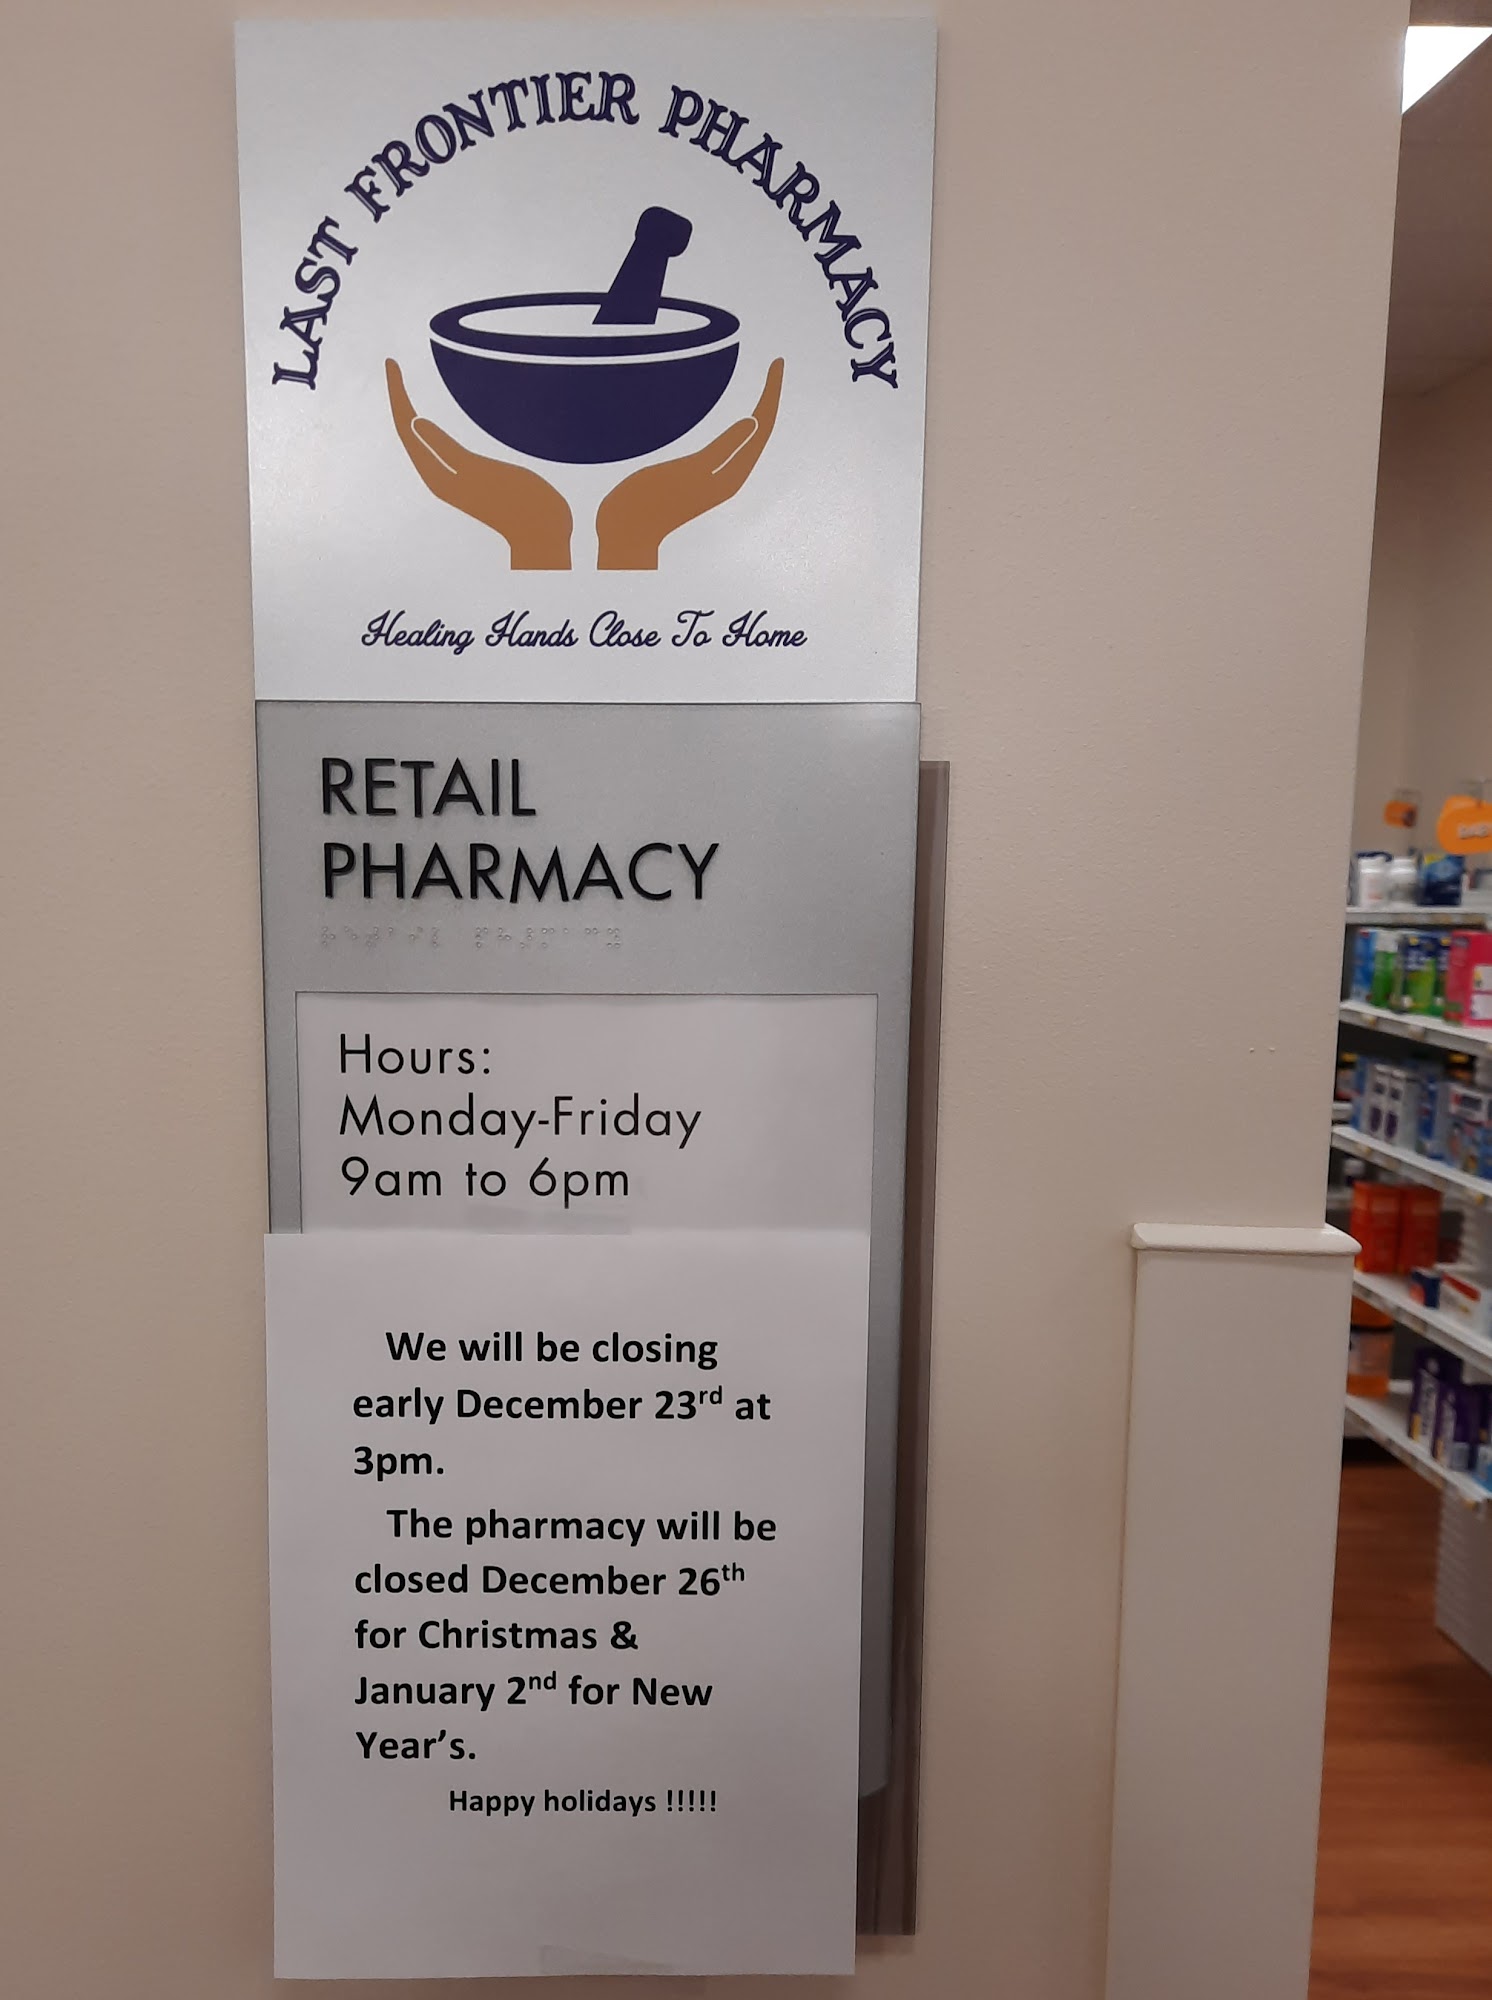 LAST FRONTIER PHARMACY
Healing Hands Close To Home
RETAIL
PHARMACY
Hours:
Monday-Friday
9am to 6pm
We will be closing
early December 23rd at
3pm.
The pharmacy will be
closed December 26th
for Christmas &
January 2nd for New
Year's.
Happy holidays !!!!!